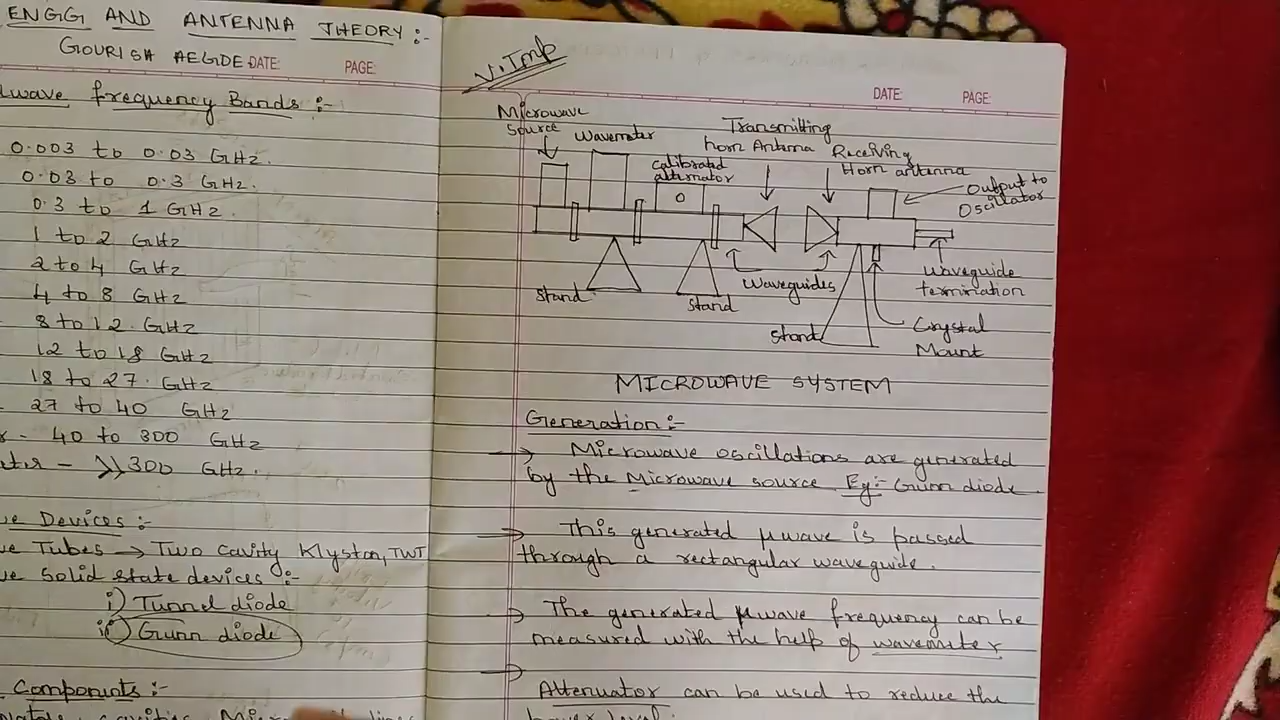 ENGG AND ANTENNA THEORY :-
GOURISH AEGDE DATE: PAGE:
frequency Bands :-
0.003 to 0.03 GHz.
0.03 to 0.3 GHz.
0.3 to 1 GHz.
1 to 2 GHz
2 to 4 GHz
4 to 8 GHz
8 to 12 GHz
12 to 18 GHz
18 to 27. GHz
27 to 40 GHz
- 40 to 300 GHz
- >>300 GHz.
Devices :-
Tubes → Two cavity Klyston, TWT
Solid state devices :-
i) Tunnel diode
ii) Gunn diode
Components :-
V. Imp
DATE: PAGE:
Microwave
Source
Wavemeter
calibrated
attenuator
Transmitting
horn Antenna
Receiving
Horn antenna
Output to
Oscillator
Waveguides
Waveguide
termination
Stand
Stand
Stand
Crystal
Mount
MICROWAVE SYSTEM
Generation :-
→ Microwave oscillations are generated
by the Microwave source Eg:- Gunn diode.
→ This generated μwave is passed
through a rectangular waveguide.
→ The generated μwave frequency can be
measured with the help of wavemeter
→
Attenuator can be used to reduce the
power level.